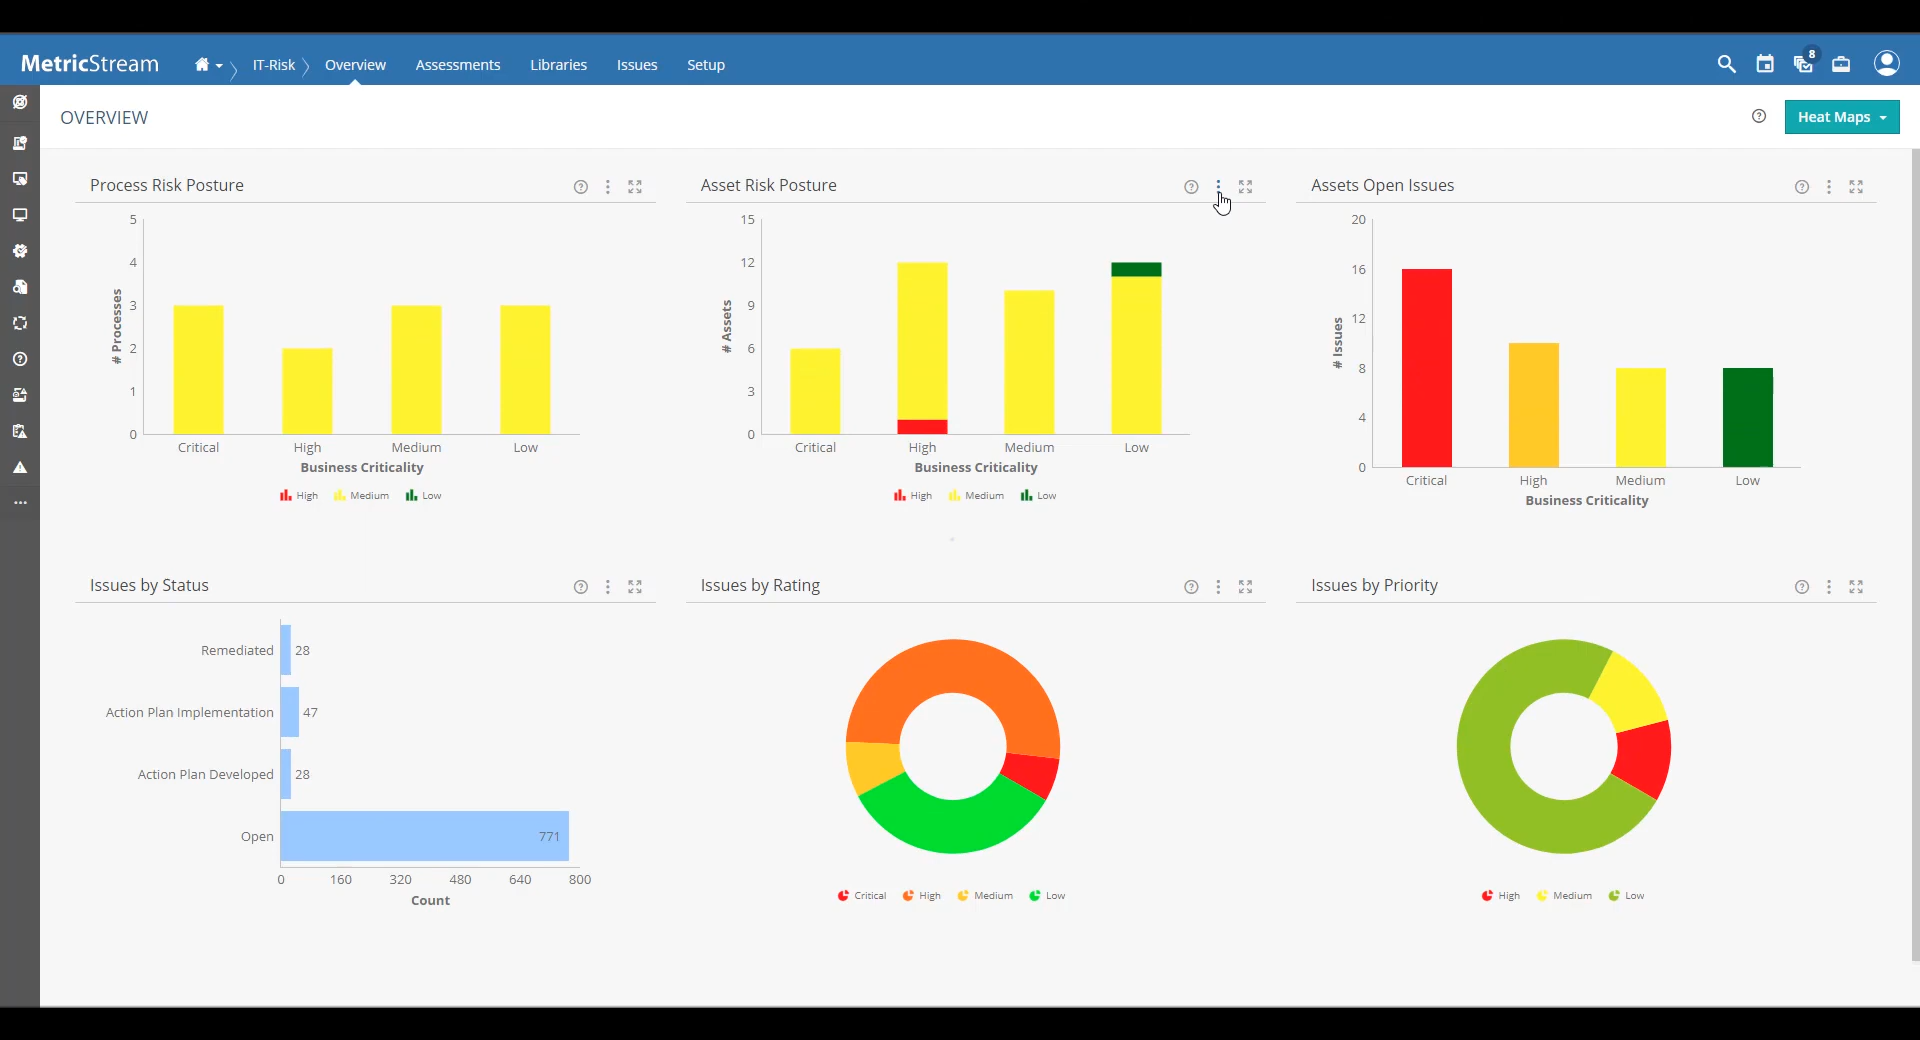 MetricStream IT-Risk Overview Assessments Libraries Issues Setup 8
OVERVIEW
Heat Maps
Process Risk Posture
5
4
3
2
1
0
# Processes
Critical High Medium Low
Business Criticality
High Medium Low
Asset Risk Posture
15
12
9
6
3
0
# Assets
Critical High Medium Low
Business Criticality
High Medium Low
Assets Open Issues
20
16
12
8
4
0
# Issues
Critical High Medium Low
Business Criticality
Issues by Status
Remediated 28
Action Plan Implementation 47
Action Plan Developed 28
Open 771
0 160 320 480 640 800
Count
Issues by Rating
Critical High Medium Low
Issues by Priority
High Medium Low